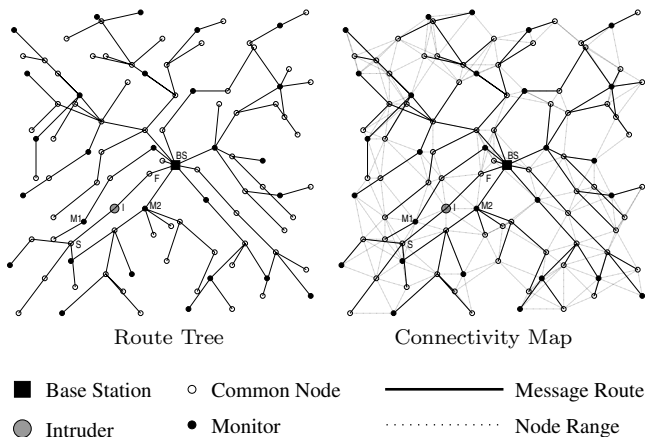 BS
F
I
M1
M2
S
BS
F
I
M1
M2
S
Route Tree
Connectivity Map
Base Station
Common Node
Message Route
Intruder
Monitor
Node Range